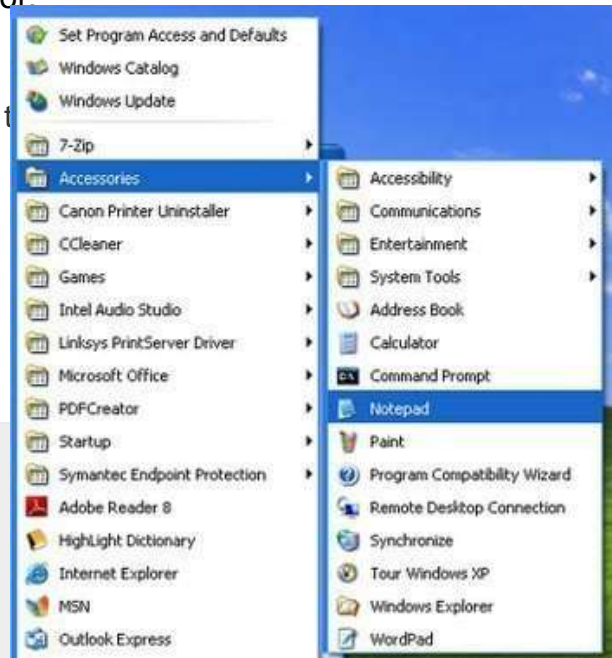 or.
t
Set Program Access and Defaults
Windows Catalog
Windows Update
7-Zip
Accessories
Canon Printer Uninstaller
CCleaner
Games
Intel Audio Studio
Linksys PrintServer Driver
Microsoft Office
PDFCreator
Startup
Symantec Endpoint Protection
Adobe Reader 8
HighLight Dictionary
Internet Explorer
MSN
Outlook Express
Accessibility
Communications
Entertainment
System Tools
Address Book
Calculator
Command Prompt
Notepad
Paint
Program Compatibility Wizard
Remote Desktop Connection
Synchronize
Tour Windows XP
Windows Explorer
WordPad